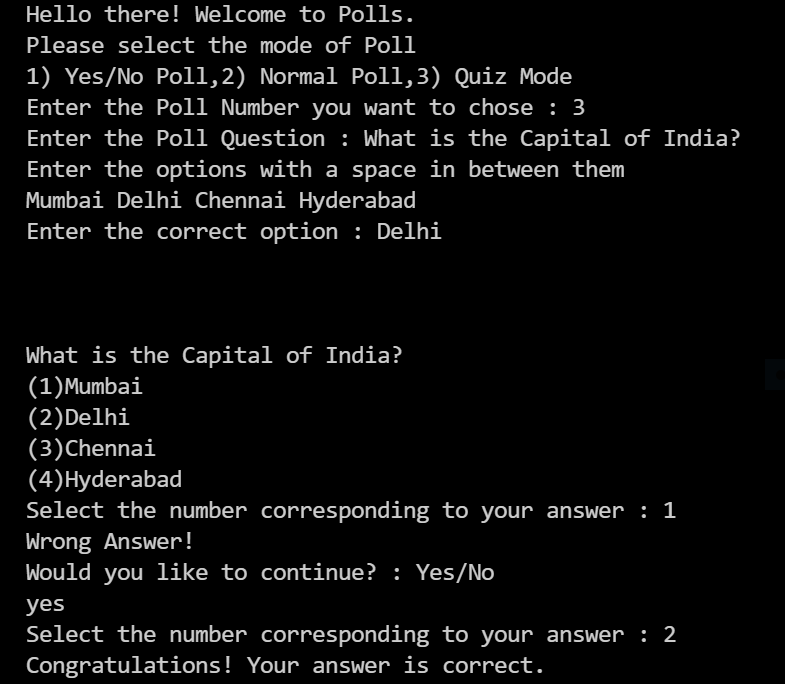 Hello there! Welcome to Polls.
Please select the mode of Poll
1) Yes/No Poll,2) Normal Poll,3) Quiz Mode
Enter the Poll Number you want to chose : 3
Enter the Poll Question : What is the Capital of India?
Enter the options with a space in between them
Mumbai Delhi Chennai Hyderabad
Enter the correct option : Delhi
What is the Capital of India?
(1)Mumbai
(2)Delhi
(3)Chennai
(4)Hyderabad
Select the number corresponding to your answer : 1
Wrong Answer!
Would you like to continue? : Yes/No
yes
Select the number corresponding to your answer : 2
Congratulations! Your answer is correct.